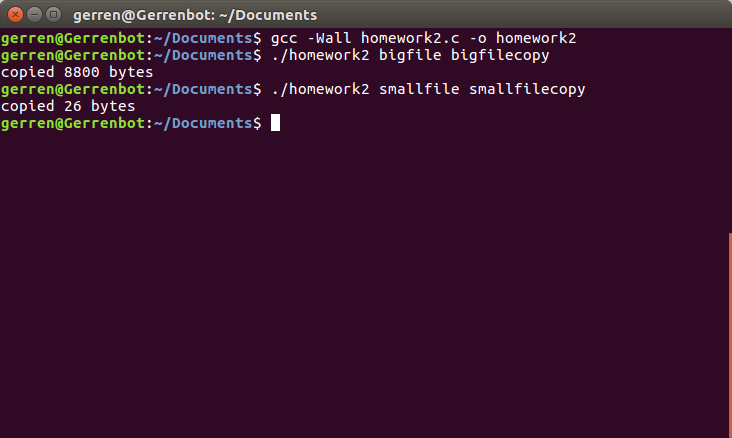 gerren@Gerrenbot: ~/Documents
gerren@Gerrenbot:~/Documents$ gcc -Wall homework2.c -o homework2
gerren@Gerrenbot:~/Documents$ ./homework2 bigfile bigfilecopy
copied 8800 bytes
gerren@Gerrenbot:~/Documents$ ./homework2 smallfile smallfilecopy
copied 26 bytes
gerren@Gerrenbot:~/Documents$